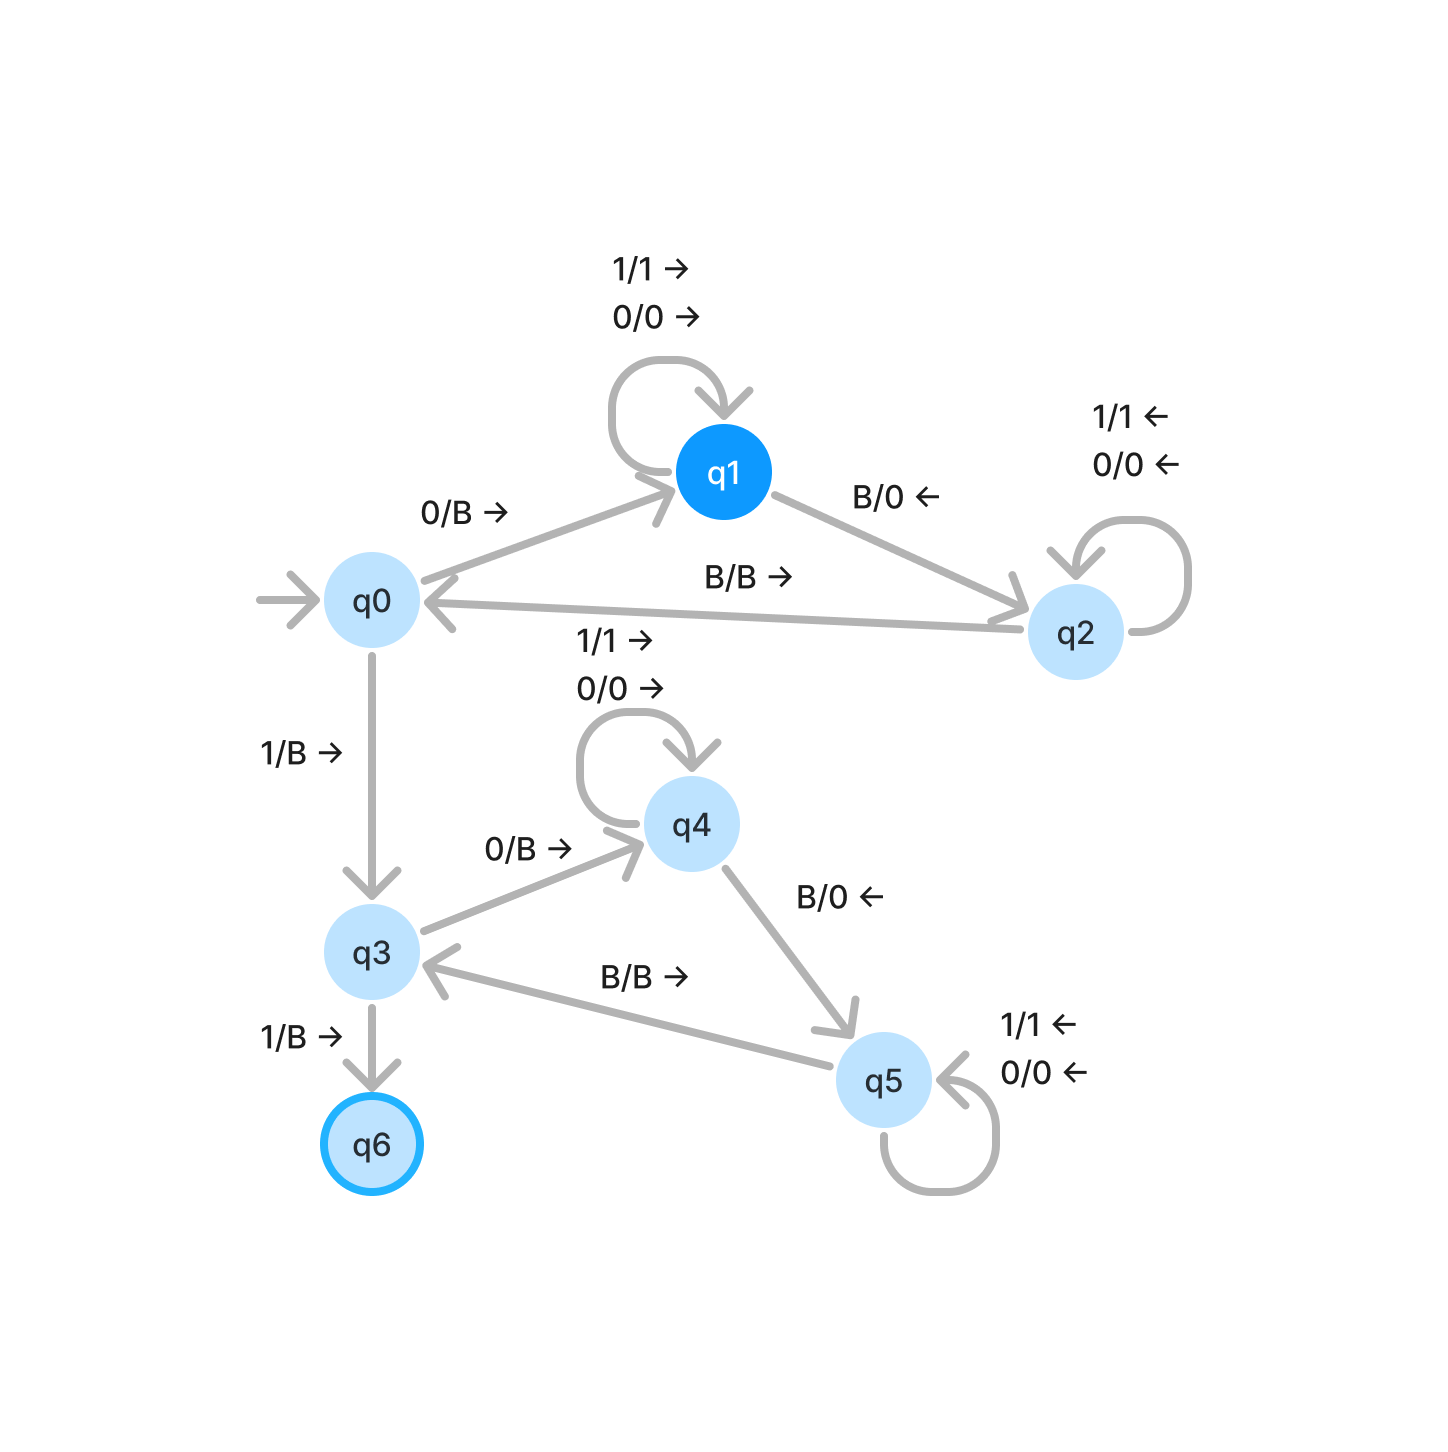 1/1 →
0/0 →
1/1 ←
0/0 ←
q1
B/0 ←
0/B →
B/B →
q0
q2
1/1 →
0/0 →
1/B →
q4
0/B →
B/0 ←
q3
B/B →
1/B →
1/1 ←
0/0 ←
q5
q6